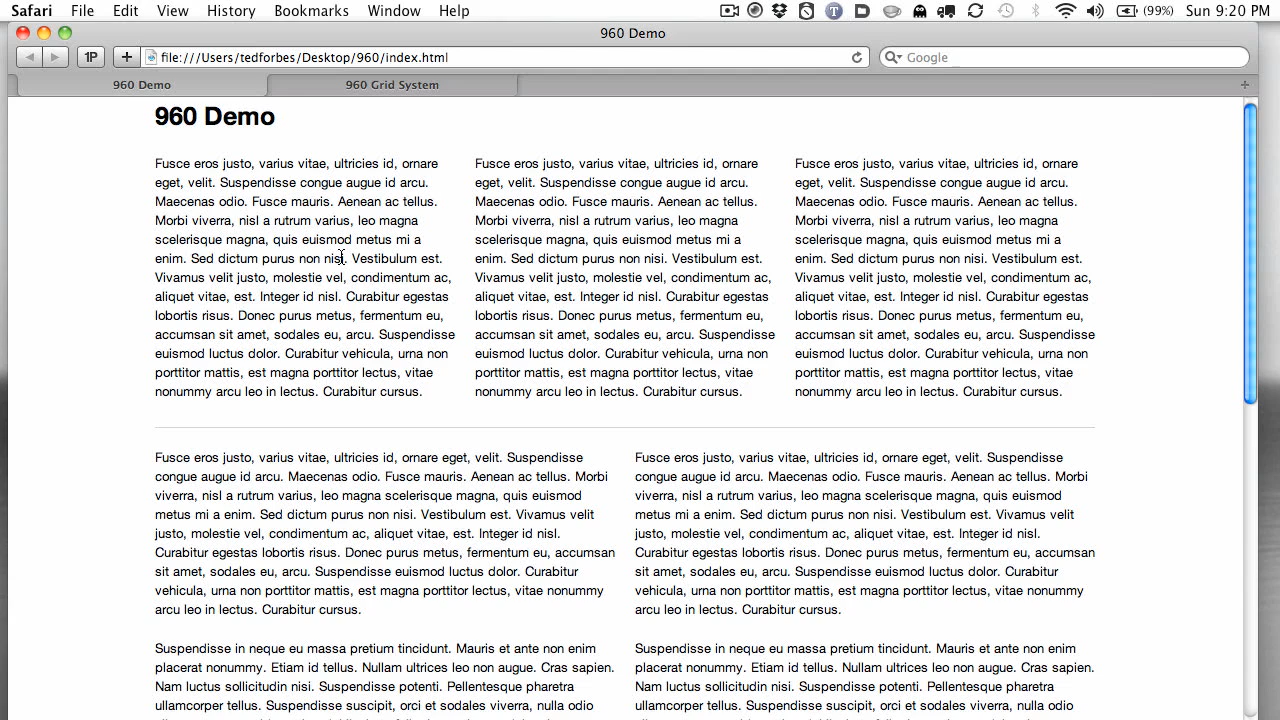 Safari File Edit View History Bookmarks Window Help (99%) Sun 9:20 PM
960 Demo
1P + file:///Users/tedforbes/Desktop/960/index.html Google
960 Demo 960 Grid System +
960 Demo
Fusce eros justo, varius vitae, ultricies id, ornare
eget, velit. Suspendisse congue augue id arcu.
Maecenas odio. Fusce mauris. Aenean ac tellus.
Morbi viverra, nisl a rutrum varius, leo magna
scelerisque magna, quis euismod metus mi a
enim. Sed dictum purus non nisi. Vestibulum est.
Vivamus velit justo, molestie vel, condimentum ac,
aliquet vitae, est. Integer id nisl. Curabitur egestas
lobortis risus. Donec purus metus, fermentum eu,
accumsan sit amet, sodales eu, arcu. Suspendisse
euismod luctus dolor. Curabitur vehicula, urna non
porttitor mattis, est magna porttitor lectus, vitae
nonummy arcu leo in lectus. Curabitur cursus.
Fusce eros justo, varius vitae, ultricies id, ornare
eget, velit. Suspendisse congue augue id arcu.
Maecenas odio. Fusce mauris. Aenean ac tellus.
Morbi viverra, nisl a rutrum varius, leo magna
scelerisque magna, quis euismod metus mi a
enim. Sed dictum purus non nisi. Vestibulum est.
Vivamus velit justo, molestie vel, condimentum ac,
aliquet vitae, est. Integer id nisl. Curabitur egestas
lobortis risus. Donec purus metus, fermentum eu,
accumsan sit amet, sodales eu, arcu. Suspendisse
euismod luctus dolor. Curabitur vehicula, urna non
porttitor mattis, est magna porttitor lectus, vitae
nonummy arcu leo in lectus. Curabitur cursus.
Fusce eros justo, varius vitae, ultricies id, ornare
eget, velit. Suspendisse congue augue id arcu.
Maecenas odio. Fusce mauris. Aenean ac tellus.
Morbi viverra, nisl a rutrum varius, leo magna
scelerisque magna, quis euismod metus mi a
enim. Sed dictum purus non nisi. Vestibulum est.
Vivamus velit justo, molestie vel, condimentum ac,
aliquet vitae, est. Integer id nisl. Curabitur egestas
lobortis risus. Donec purus metus, fermentum eu,
accumsan sit amet, sodales eu, arcu. Suspendisse
euismod luctus dolor. Curabitur vehicula, urna non
porttitor mattis, est magna porttitor lectus, vitae
nonummy arcu leo in lectus. Curabitur cursus.
Fusce eros justo, varius vitae, ultricies id, ornare eget, velit. Suspendisse
congue augue id arcu. Maecenas odio. Fusce mauris. Aenean ac tellus. Morbi
viverra, nisl a rutrum varius, leo magna scelerisque magna, quis euismod
metus mi a enim. Sed dictum purus non nisi. Vestibulum est. Vivamus velit
justo, molestie vel, condimentum ac, aliquet vitae, est. Integer id nisl.
Curabitur egestas lobortis risus. Donec purus metus, fermentum eu, accumsan
sit amet, sodales eu, arcu. Suspendisse euismod luctus dolor. Curabitur
vehicula, urna non porttitor mattis, est magna porttitor lectus, vitae nonummy
arcu leo in lectus. Curabitur cursus.
Suspendisse in neque eu massa pretium tincidunt. Mauris et ante non enim
placerat nonummy. Etiam id tellus. Nullam ultrices leo non augue. Cras sapien.
Nam luctus sollicitudin nisi. Suspendisse potenti. Pellentesque pharetra
ullamcorper tellus. Suspendisse suscipit, orci et sodales viverra, nulla odio
Fusce eros justo, varius vitae, ultricies id, ornare eget, velit. Suspendisse
congue augue id arcu. Maecenas odio. Fusce mauris. Aenean ac tellus. Morbi
viverra, nisl a rutrum varius, leo magna scelerisque magna, quis euismod
metus mi a enim. Sed dictum purus non nisi. Vestibulum est. Vivamus velit
justo, molestie vel, condimentum ac, aliquet vitae, est. Integer id nisl.
Curabitur egestas lobortis risus. Donec purus metus, fermentum eu, accumsan
sit amet, sodales eu, arcu. Suspendisse euismod luctus dolor. Curabitur
vehicula, urna non porttitor mattis, est magna porttitor lectus, vitae nonummy
arcu leo in lectus. Curabitur cursus.
Suspendisse in neque eu massa pretium tincidunt. Mauris et ante non enim
placerat nonummy. Etiam id tellus. Nullam ultrices leo non augue. Cras sapien.
Nam luctus sollicitudin nisi. Suspendisse potenti. Pellentesque pharetra
ullamcorper tellus. Suspendisse suscipit, orci et sodales viverra, nulla odio